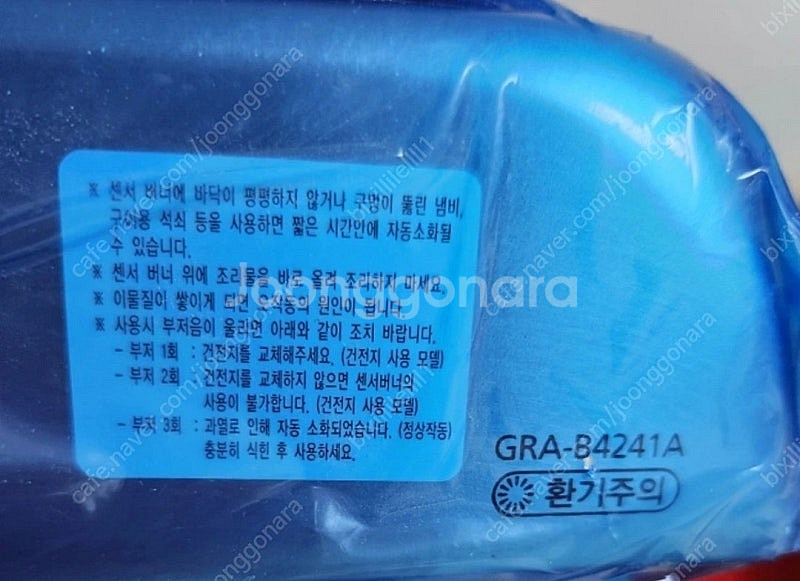 ※ 센서 버너에 바닥이 평평하지 않거나 구멍이 뚫린 냄비,
구이용 석쇠 등을 사용하면 짧은 시간안에 자동소화될
수 있습니다.
※ 센서 버너 위에 조리물을 바로 올려 조리하지 마세요.
※ 이물질이 쌓이게 되면 오작동의 원인이 됩니다.
※ 사용시 부저음이 울리면 아래와 같이 조치 바랍니다.
- 부저 1회 : 건전지를 교체해주세요. (건전지 사용 모델)
- 부저 2회 : 건전지를 교체하지 않으면 센서버너의
사용이 불가합니다. (건전지 사용 모델)
- 부저 3회 : 과열로 인해 자동 소화되었습니다. (정상작동)
충분히 식힌 후 사용하세요.
GRA-B4241A
환기주의
Joonggonara
cafe.naver.com/joonggonara